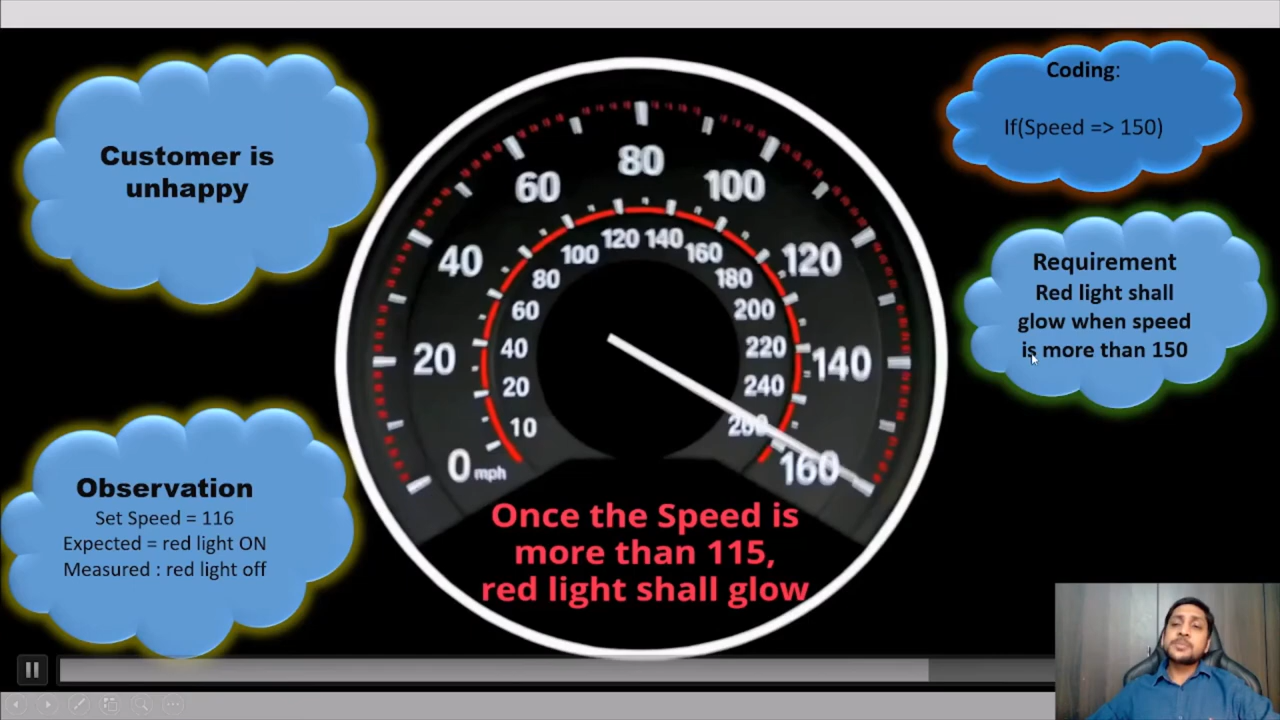 Customer is
unhappy
Coding:
If(Speed => 150)
Requirement
Red light shall
glow when speed
is more than 150
Observation
Set Speed = 116
Expected = red light ON
Measured : red light off
0 mph
20
40
60
80
100
120
140
160
10
20
40
60
80
100
120
140
160
180
200
220
240
260
Once the Speed is
more than 115,
red light shall glow